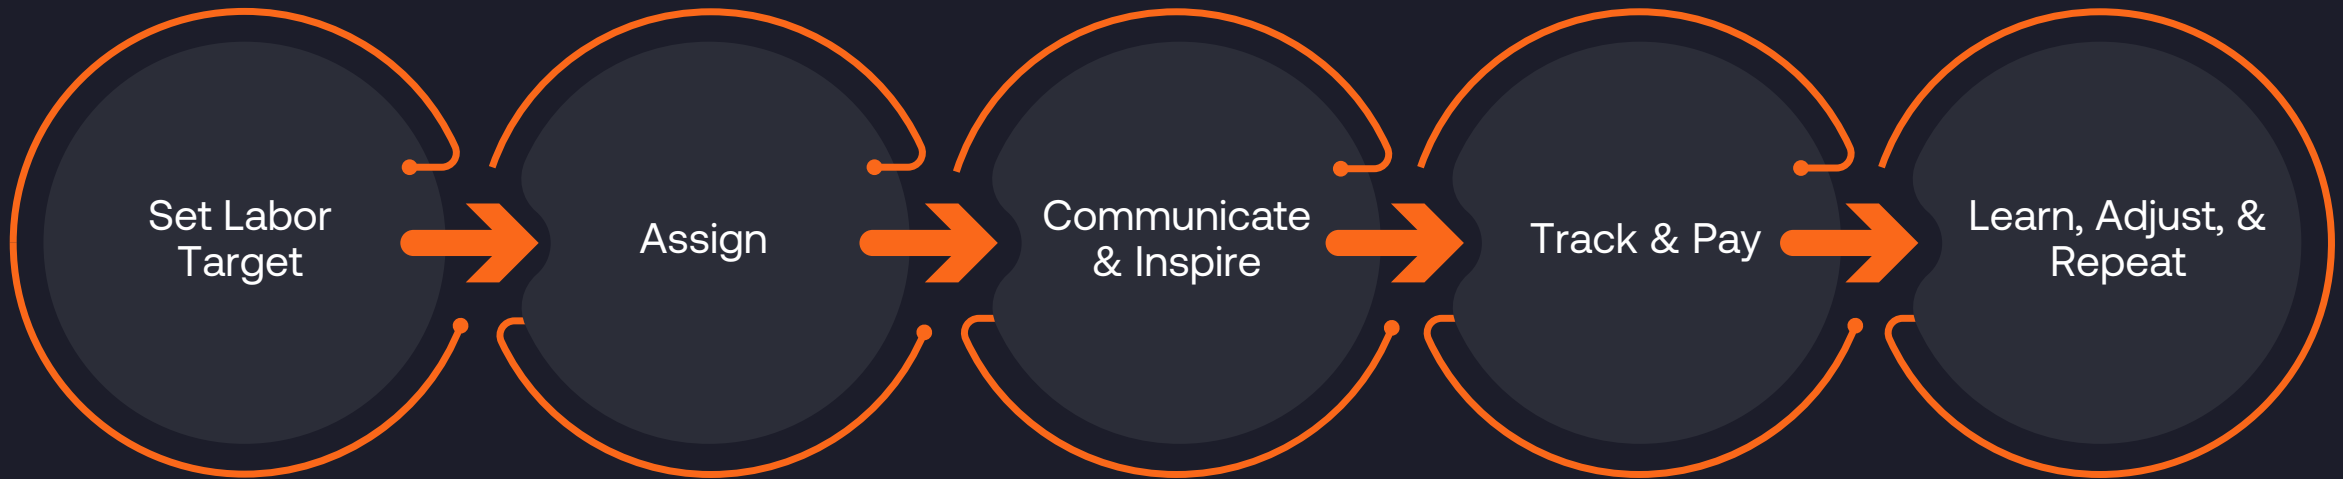 Set Labor
Target
Assign
Communicate
& Inspire
Track & Pay
Learn, Adjust, &
Repeat